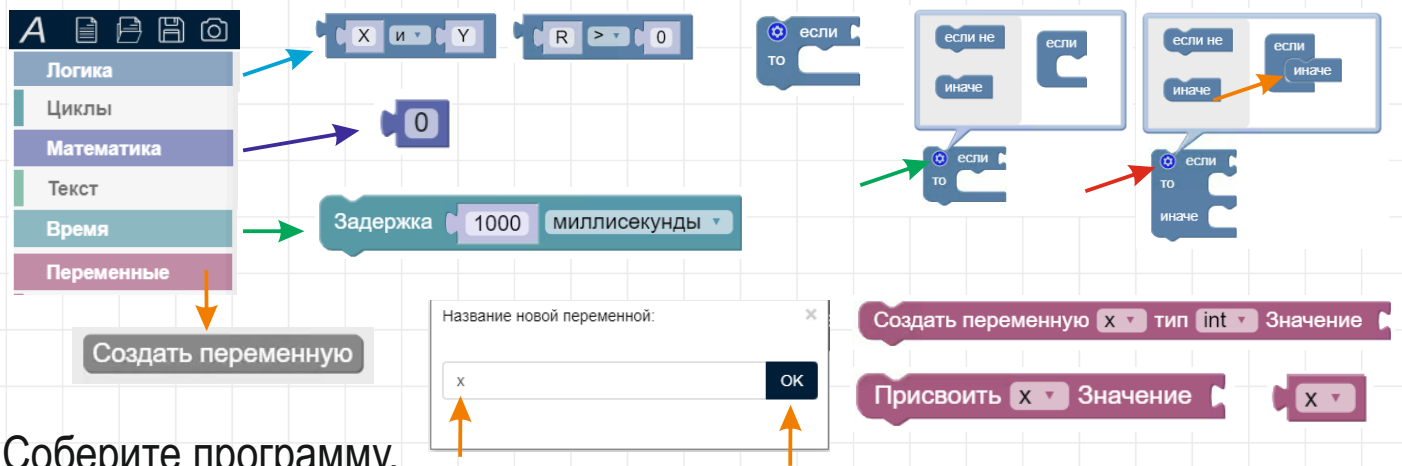 A
Логика
Циклы
Математика
Текст
Время
Переменные
Создать переменную
X и Y
R > 0
0
Задержка 1000 миллисекунды
если
то
если не
если
иначе
если
то
если не
если
иначе
иначе
если
то
иначе
Название новой переменной: ×
x
OK
Создать переменную x тип int Значение
Присвоить x Значение
x
Соберите программу.